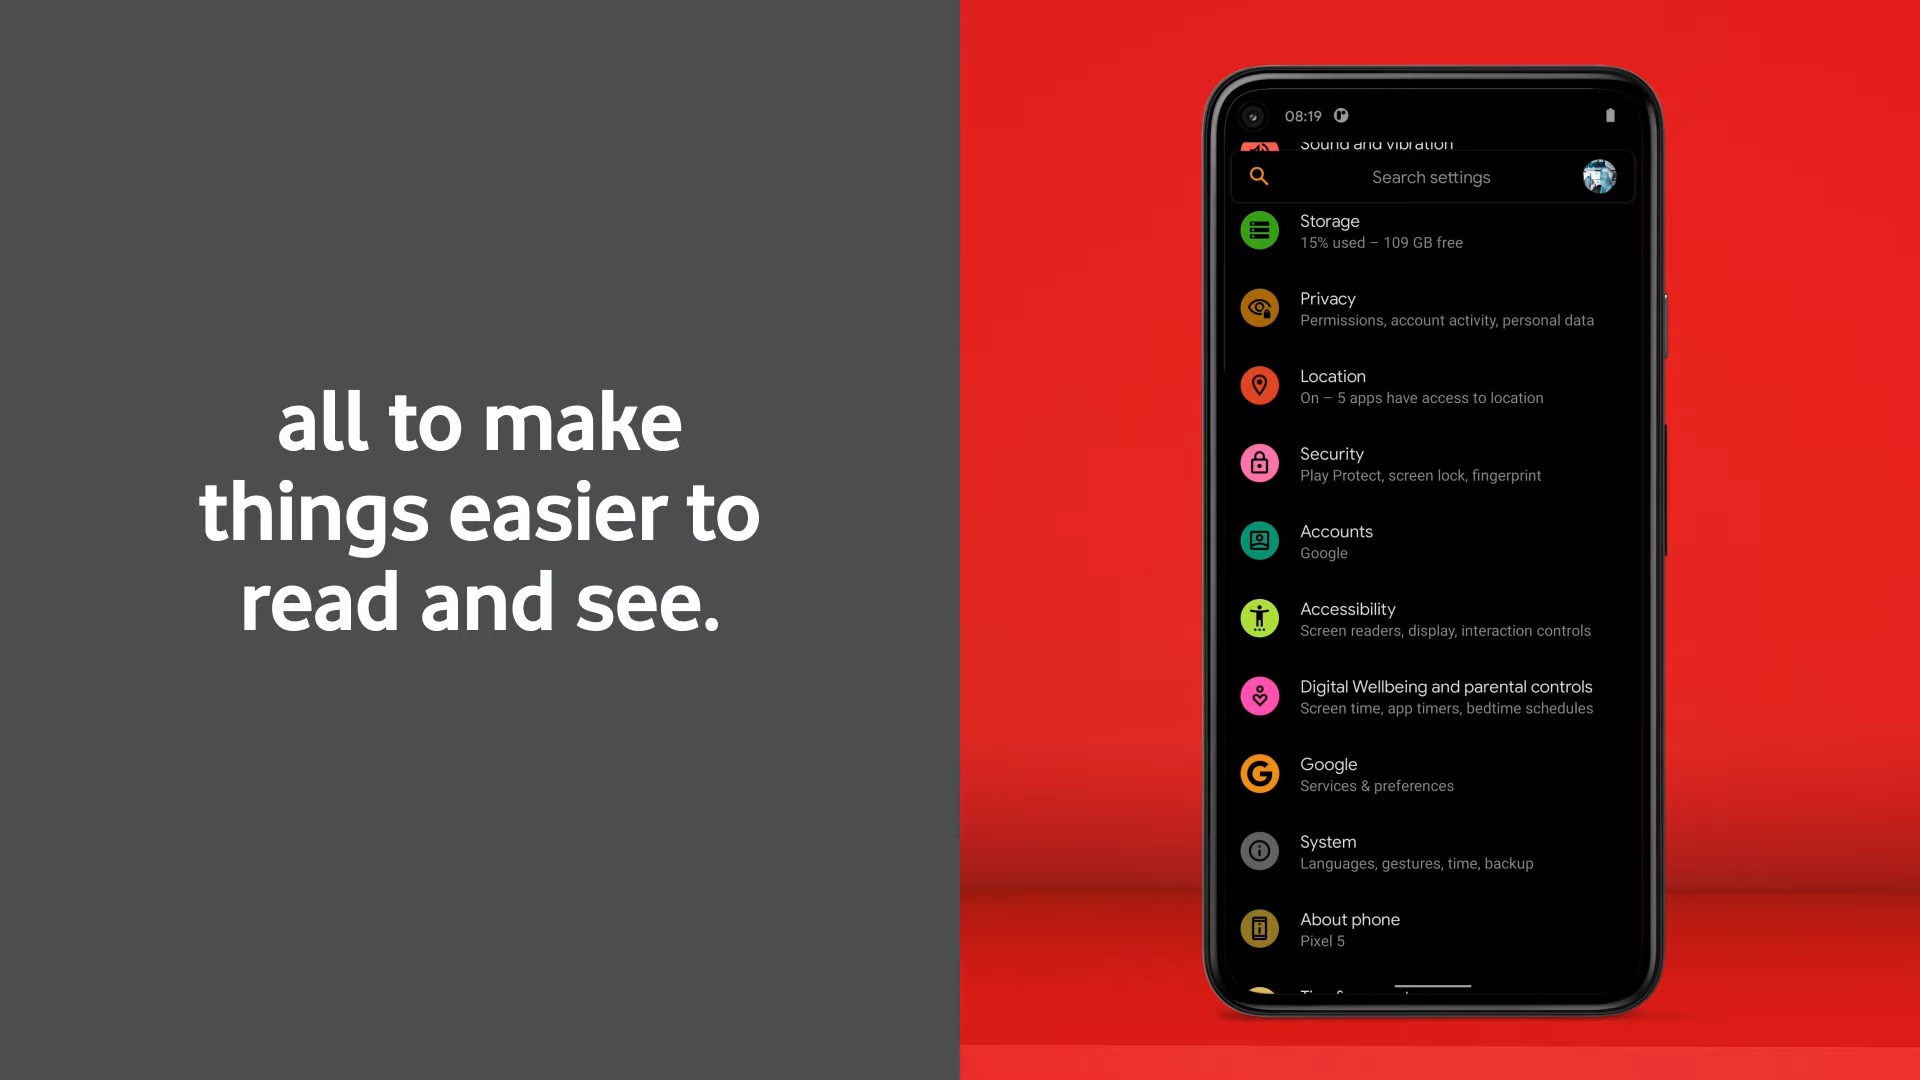 all to make
things easier to
read and see.
08:19
Sound and vibration
Search settings
Storage
15% used – 109 GB free
Privacy
Permissions, account activity, personal data
Location
On – 5 apps have access to location
Security
Play Protect, screen lock, fingerprint
Accounts
Google
Accessibility
Screen readers, display, interaction controls
Digital Wellbeing and parental controls
Screen time, app timers, bedtime schedules
Google
Services & preferences
System
Languages, gestures, time, backup
About phone
Pixel 5